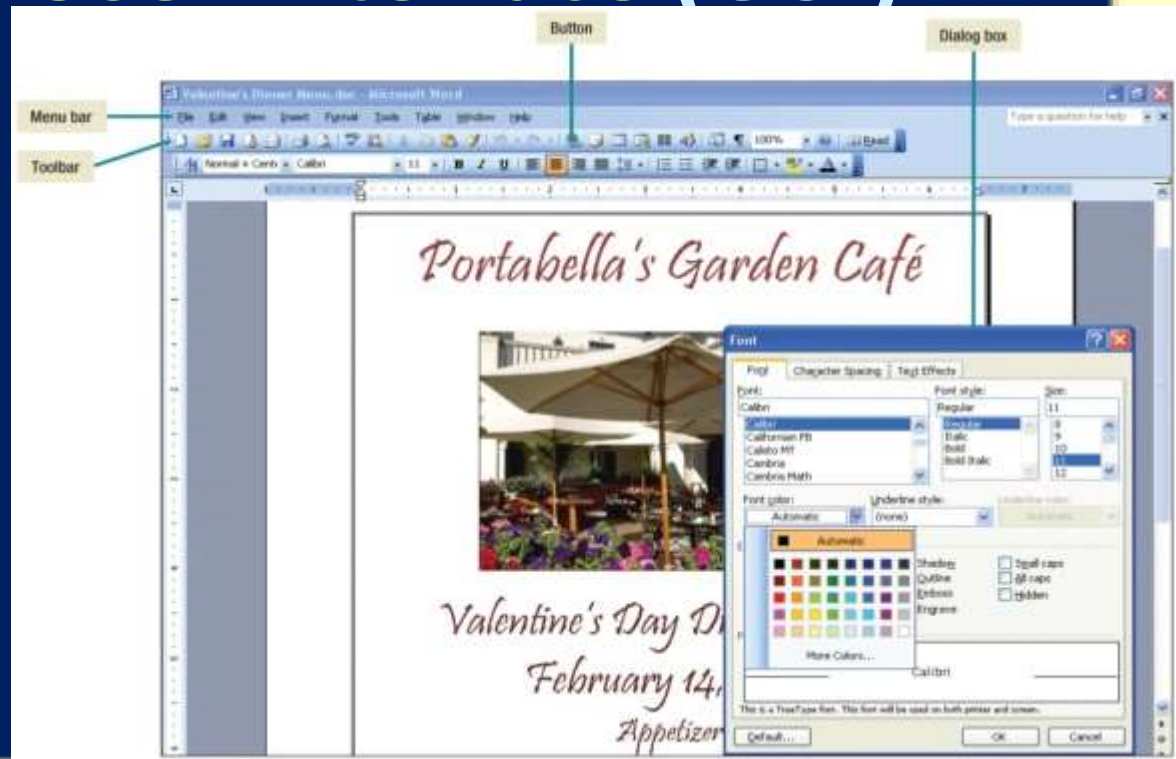 Button
Dialog box
Menu bar
Toolbar
Valentine's Dinner Menu.doc - Microsoft Word
File Edit View Insert Format Tools Table Window Help
Type a question for help
100% Read
Normal + Cent Calibri 11 B I U
Portabella's Garden Café
Font
Font Character Spacing Text Effects
Font: Font style: Size:
Calibri Regular 11
Calibri Regular 8
Californian FB Italic 9
Calisto MT Bold 10
Cambria Bold Italic 11
Cambria Math 12
Font color: Underline style: Underline color:
Automatic (none) Automatic
Automatic
Shadow Small caps
Outline All caps
Emboss Hidden
Engrave
More Colors...
Calibri
This is a TrueType font. This font will be used on both printer and screen.
Default... OK Cancel
Valentine's Day
February 14,
Appetizer